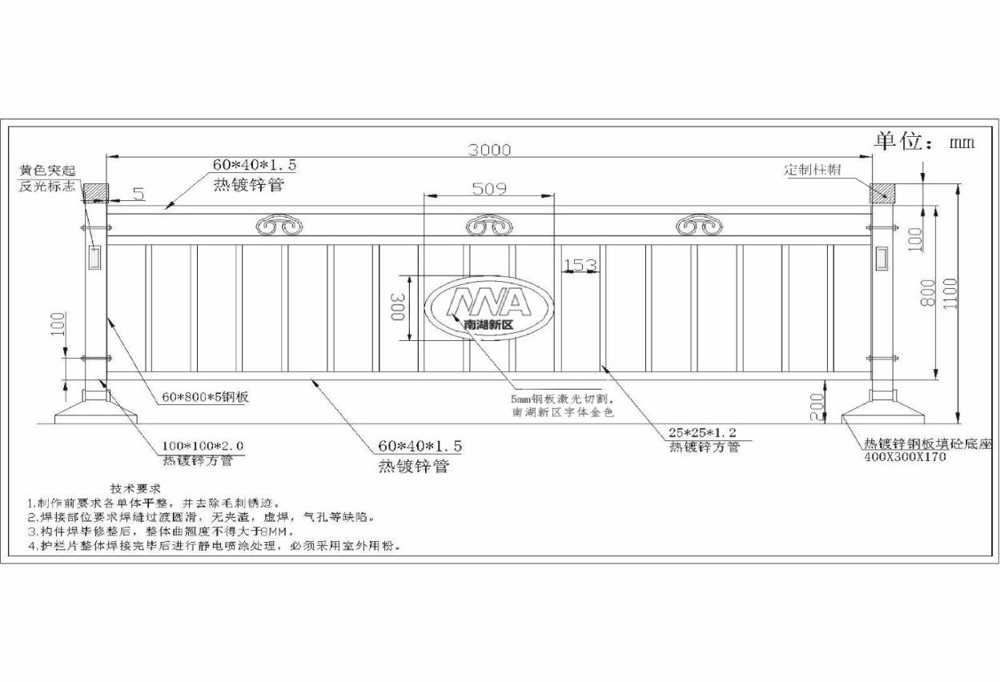 单位：mm
3000
60*40*1.5
热镀锌管
黄色突起
反光标志
定制柱帽
5
509
153
300
NNA
南湖新区
100
100
800
1100
200
60*800*5钢板
5mm钢板激光切割，
南湖新区字体金色
25*25*1.2
热镀锌方管
100*100*2.0
热镀锌方管
60*40*1.5
热镀锌管
热镀锌钢板填砼底座
400X300X170
技术要求
1.制作前要求各单体平整，并去除毛刺锈迹。
2.焊接部位要求焊缝过渡圆滑，无夹渣，虚焊，气孔等缺陷。
3.构件焊毕修整后，整体曲翘度不得大于8MM。
4.护栏片整体焊接完毕后进行静电喷涂处理，必须采用室外用粉。